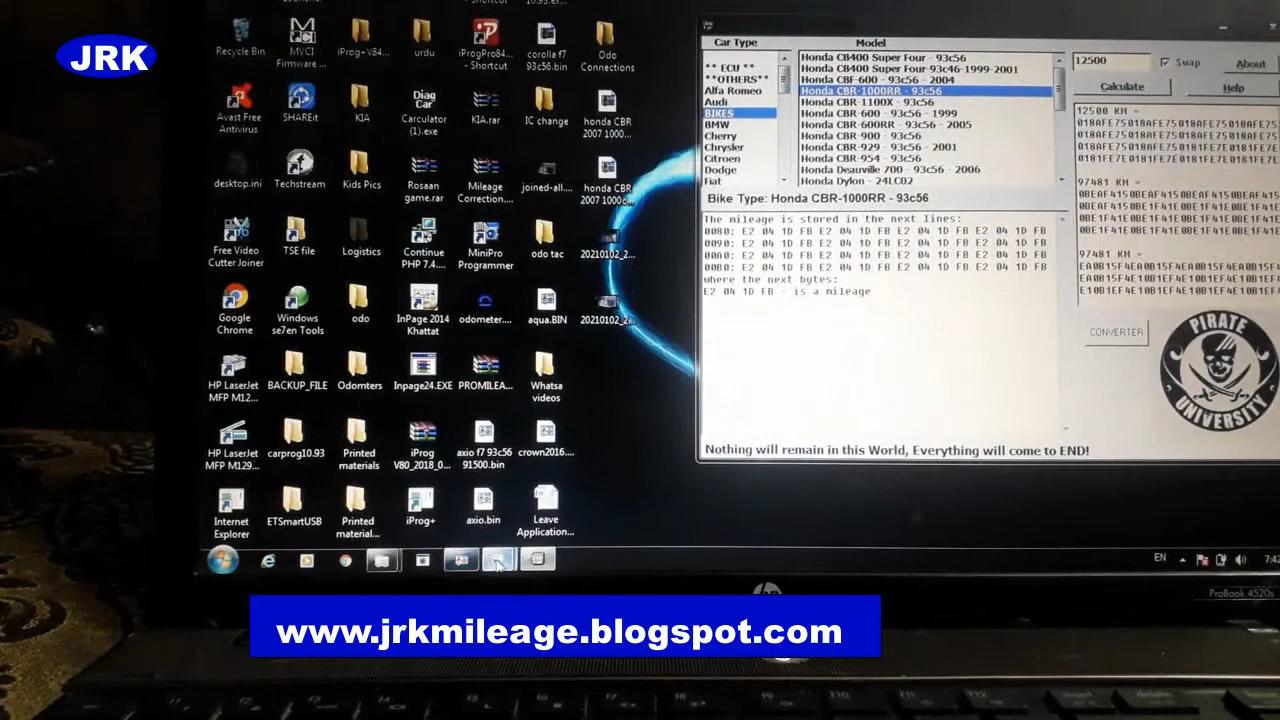 JRK
Recycle Bin
MVCI
Firmware ...
iProg+V84...
urdu
iProgPro84...
- Shortcut
corolla f7
93c56.bin
Odo
Connections
Avast Free
Antivirus
SHAREit
KIA
Diag
Car
Carculator
(1).exe
KIA.rar
IC change
honda CBR
2007 1000...
desktop.ini
Techstream
Kids Pics
Rosaan
game.rar
Mileage
Correction....
joined-all....
honda CBR
2007 1000c...
Free Video
Cutter Joiner
TSE file
Logistics
Continue
PHP 7.4....
MiniPro
Programmer
odo tac
20210102_2...
Google
Chrome
Windows
se7en Tools
odo
InPage 2014
Khattat
odometer....
aqua.BIN
20210102_2...
HP LaserJet
MFP M12...
BACKUP_FILE
Odomters
Inpage24.EXE
PROMILEA...
Whatsa
videos
HP LaserJet
MFP M129...
carprog10.93
Printed
materials
iProg
V80_2018_0...
axio f7 93c56
91500.bin
crown2016....
Internet
Explorer
ETSmartUSB
Printed
material...
iProg+
axio.bin
Leave
Application...
Car Type
Model
** ECU **
**OTHERS**
Alfa Romeo
Audi
BIKES
BMW
Cherry
Chrysler
Citroen
Dodge
Fiat
Honda CB400 Super Four - 93c56
Honda CB400 Super Four - 93c46-1999-2001
Honda CBF-600 - 93c56 - 2004
Honda CBR-1000RR - 93c56
Honda CBR-1100X - 93c56
Honda CBR-600 - 93c56 - 1999
Honda CBR-600RR - 93c56 - 2005
Honda CBR-900 - 93c56
Honda CBR-929 - 93c56 - 2001
Honda CBR-954 - 93c56
Honda Deauville 700 - 93c56 - 2006
Honda Dylon - 24LC02
12500
Swap
About
Calculate
Help
Bike Type: Honda CBR-1000RR - 93c56
The mileage is stored in the next lines:
0080: E2 04 1D FB E2 04 1D FB E2 04 1D FB E2 04 1D FB
0090: E2 04 1D FB E2 04 1D FB E2 04 1D FB E2 04 1D FB
00A0: E2 04 1D FB E2 04 1D FB E2 04 1D FB E2 04 1D FB
00B0: E2 04 1D FB E2 04 1D FB E2 04 1D FB E2 04 1D FB
where the next bytes:
E2 04 1D FB - is a mileage
12500 KM =
018AFE75018AFE75018AFE75018A
018AFE75018AFE75018AFE75018A
018AFE75018AFE750181FE7E0181
0181FE7E0181FE7E0181FE7E0181
97481 KM =
0BEAF4150BEAF4150BEAF4150BEA
0BEAF4150BEAF4150BEAF4150BEA
0BE1F41E0BE1F41E0BE1F41E0BE1
97481 KM =
EA0B15F4EA0B15F4EA0B15F4EA0B
EA0B15F4EA0B15F4EA0B15F4EA0B
E10B1EF4E10B1EF4E10B1EF4E10B
CONVERTER
PIRATE
UNIVERSITY
Nothing will remain in this World, Everything will come to END!
EN
7:42
hp
ProBook 4520s
www.jrkmileage.blogspot.com